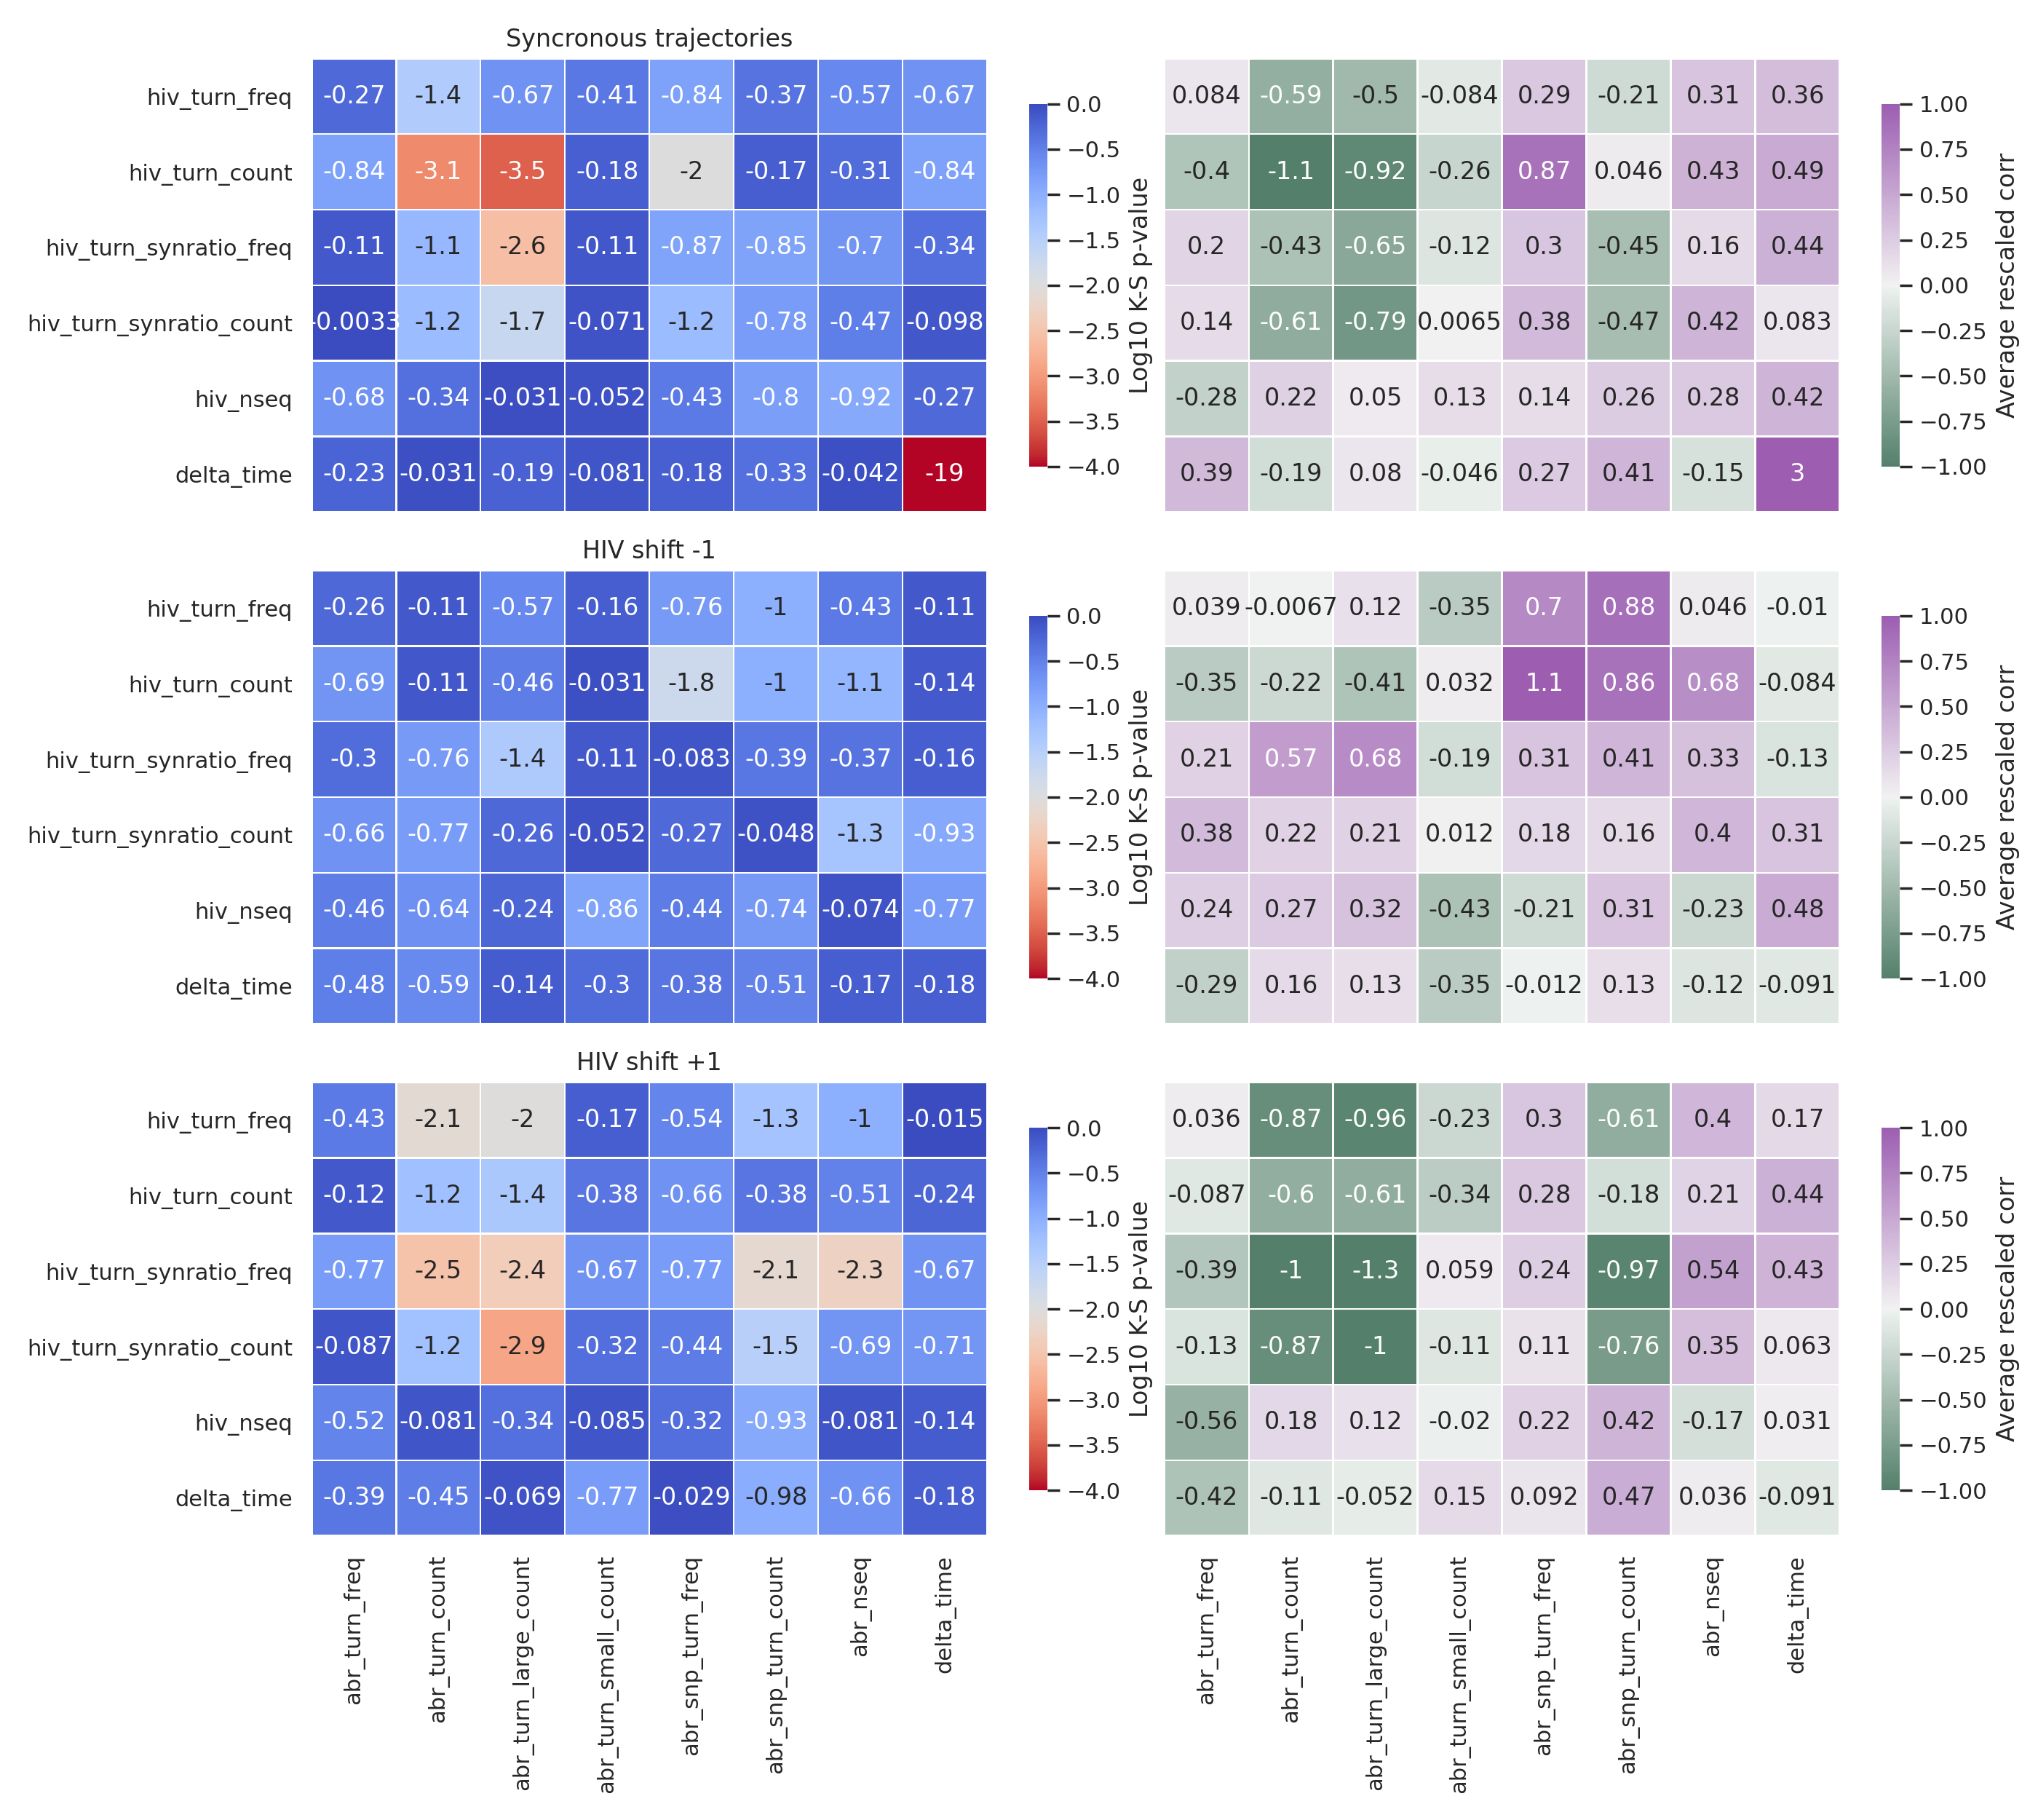 Syncronous trajectories
hiv_turn_freq -0.27 -1.4 -0.67 -0.41 -0.84 -0.37 -0.57 -0.67
hiv_turn_count -0.84 -3.1 -3.5 -0.18 -2 -0.17 -0.31 -0.84
hiv_turn_synratio_freq -0.11 -1.1 -2.6 -0.11 -0.87 -0.85 -0.7 -0.34
hiv_turn_synratio_count -0.0033 -1.2 -1.7 -0.071 -1.2 -0.78 -0.47 -0.098
hiv_nseq -0.68 -0.34 -0.031 -0.052 -0.43 -0.8 -0.92 -0.27
delta_time -0.23 -0.031 -0.19 -0.081 -0.18 -0.33 -0.042 -19
0.0
−0.5
−1.0
−1.5
−2.0
−2.5
−3.0
−3.5
−4.0
Log10 K-S p-value
0.084 -0.59 -0.5 -0.084 0.29 -0.21 0.31 0.36
-0.4 -1.1 -0.92 -0.26 0.87 0.046 0.43 0.49
0.2 -0.43 -0.65 -0.12 0.3 -0.45 0.16 0.44
0.14 -0.61 -0.79 0.0065 0.38 -0.47 0.42 0.083
-0.28 0.22 0.05 0.13 0.14 0.26 0.28 0.42
0.39 -0.19 0.08 -0.046 0.27 0.41 -0.15 3
1.00
0.75
0.50
0.25
0.00
−0.25
−0.50
−0.75
−1.00
Average rescaled corr
HIV shift -1
hiv_turn_freq -0.26 -0.11 -0.57 -0.16 -0.76 -1 -0.43 -0.11
hiv_turn_count -0.69 -0.11 -0.46 -0.031 -1.8 -1 -1.1 -0.14
hiv_turn_synratio_freq -0.3 -0.76 -1.4 -0.11 -0.083 -0.39 -0.37 -0.16
hiv_turn_synratio_count -0.66 -0.77 -0.26 -0.052 -0.27 -0.048 -1.3 -0.93
hiv_nseq -0.46 -0.64 -0.24 -0.86 -0.44 -0.74 -0.074 -0.77
delta_time -0.48 -0.59 -0.14 -0.3 -0.38 -0.51 -0.17 -0.18
0.0
−0.5
−1.0
−1.5
−2.0
−2.5
−3.0
−3.5
−4.0
Log10 K-S p-value
0.039 -0.0067 0.12 -0.35 0.7 0.88 0.046 -0.01
-0.35 -0.22 -0.41 0.032 1.1 0.86 0.68 -0.084
0.21 0.57 0.68 -0.19 0.31 0.41 0.33 -0.13
0.38 0.22 0.21 0.012 0.18 0.16 0.4 0.31
0.24 0.27 0.32 -0.43 -0.21 0.31 -0.23 0.48
-0.29 0.16 0.13 -0.35 -0.012 0.13 -0.12 -0.091
1.00
0.75
0.50
0.25
0.00
−0.25
−0.50
−0.75
−1.00
Average rescaled corr
HIV shift +1
hiv_turn_freq -0.43 -2.1 -2 -0.17 -0.54 -1.3 -1 -0.015
hiv_turn_count -0.12 -1.2 -1.4 -0.38 -0.66 -0.38 -0.51 -0.24
hiv_turn_synratio_freq -0.77 -2.5 -2.4 -0.67 -0.77 -2.1 -2.3 -0.67
hiv_turn_synratio_count -0.087 -1.2 -2.9 -0.32 -0.44 -1.5 -0.69 -0.71
hiv_nseq -0.52 -0.081 -0.34 -0.085 -0.32 -0.93 -0.081 -0.14
delta_time -0.39 -0.45 -0.069 -0.77 -0.029 -0.98 -0.66 -0.18
0.0
−0.5
−1.0
−1.5
−2.0
−2.5
−3.0
−3.5
−4.0
Log10 K-S p-value
0.036 -0.87 -0.96 -0.23 0.3 -0.61 0.4 0.17
-0.087 -0.6 -0.61 -0.34 0.28 -0.18 0.21 0.44
-0.39 -1 -1.3 0.059 0.24 -0.97 0.54 0.43
-0.13 -0.87 -1 -0.11 0.11 -0.76 0.35 0.063
-0.56 0.18 0.12 -0.02 0.22 0.42 -0.17 0.031
-0.42 -0.11 -0.052 0.15 0.092 0.47 0.036 -0.091
1.00
0.75
0.50
0.25
0.00
−0.25
−0.50
−0.75
−1.00
Average rescaled corr
abr_turn_freq
abr_turn_count
abr_turn_large_count
abr_turn_small_count
abr_snp_turn_freq
abr_snp_turn_count
abr_nseq
delta_time
abr_turn_freq
abr_turn_count
abr_turn_large_count
abr_turn_small_count
abr_snp_turn_freq
abr_snp_turn_count
abr_nseq
delta_time